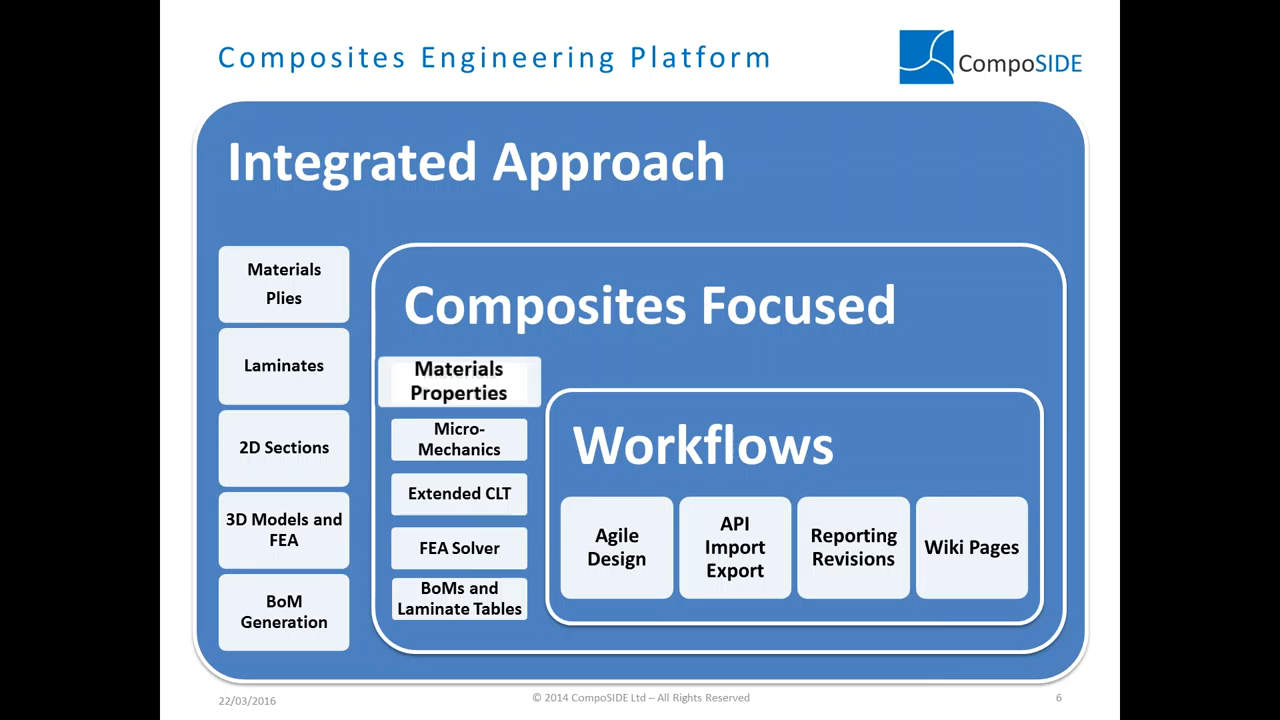 Composites Engineering Platform
CompoSIDE
Integrated Approach
Materials
Plies
Laminates
2D Sections
3D Models and
FEA
BoM
Generation
Composites Focused
Materials
Properties
Micro-
Mechanics
Extended CLT
FEA Solver
BoMs and
Laminate Tables
Workflows
Agile
Design
API
Import
Export
Reporting
Revisions
Wiki Pages
22/03/2016
© 2014 CompoSIDE Ltd – All Rights Reserved
6